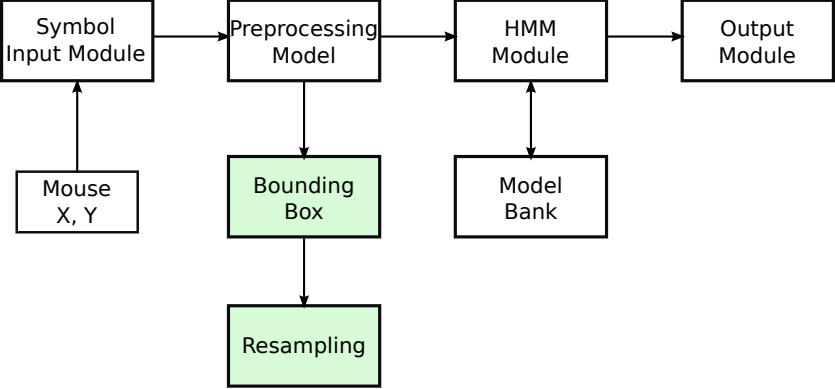 Symbol
Input Module
Preprocessing
Model
HMM
Module
Output
Module
Mouse
X, Y
Bounding
Box
Model
Bank
Resampling